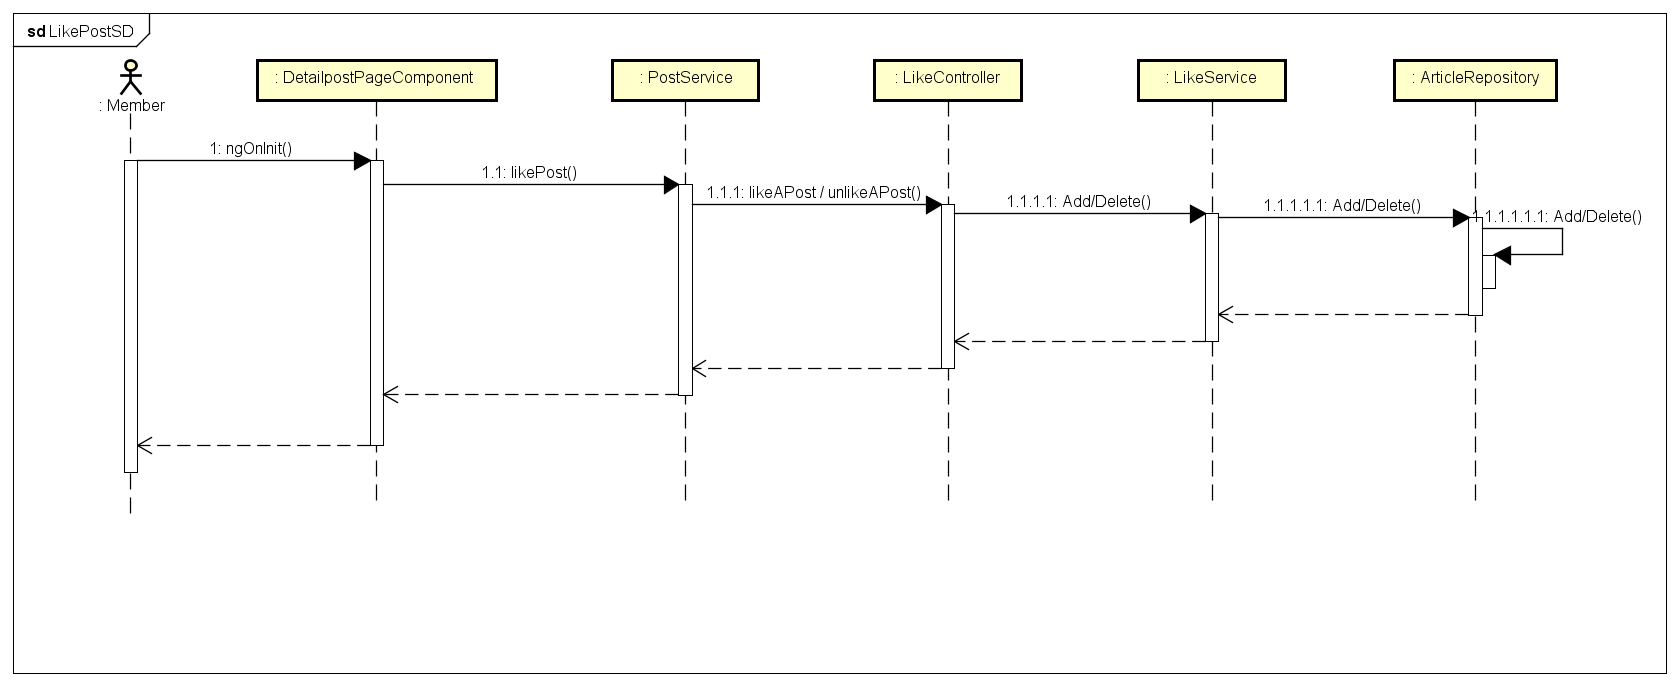 sd LikePostSD
: Member
: DetailpostPageComponent
: PostService
: LikeController
: LikeService
: ArticleRepository
1: ngOnInit()
1.1: likePost()
1.1.1: likeAPost / unlikeAPost()
1.1.1.1: Add/Delete()
1.1.1.1.1: Add/Delete()
1.1.1.1.1: Add/Delete()